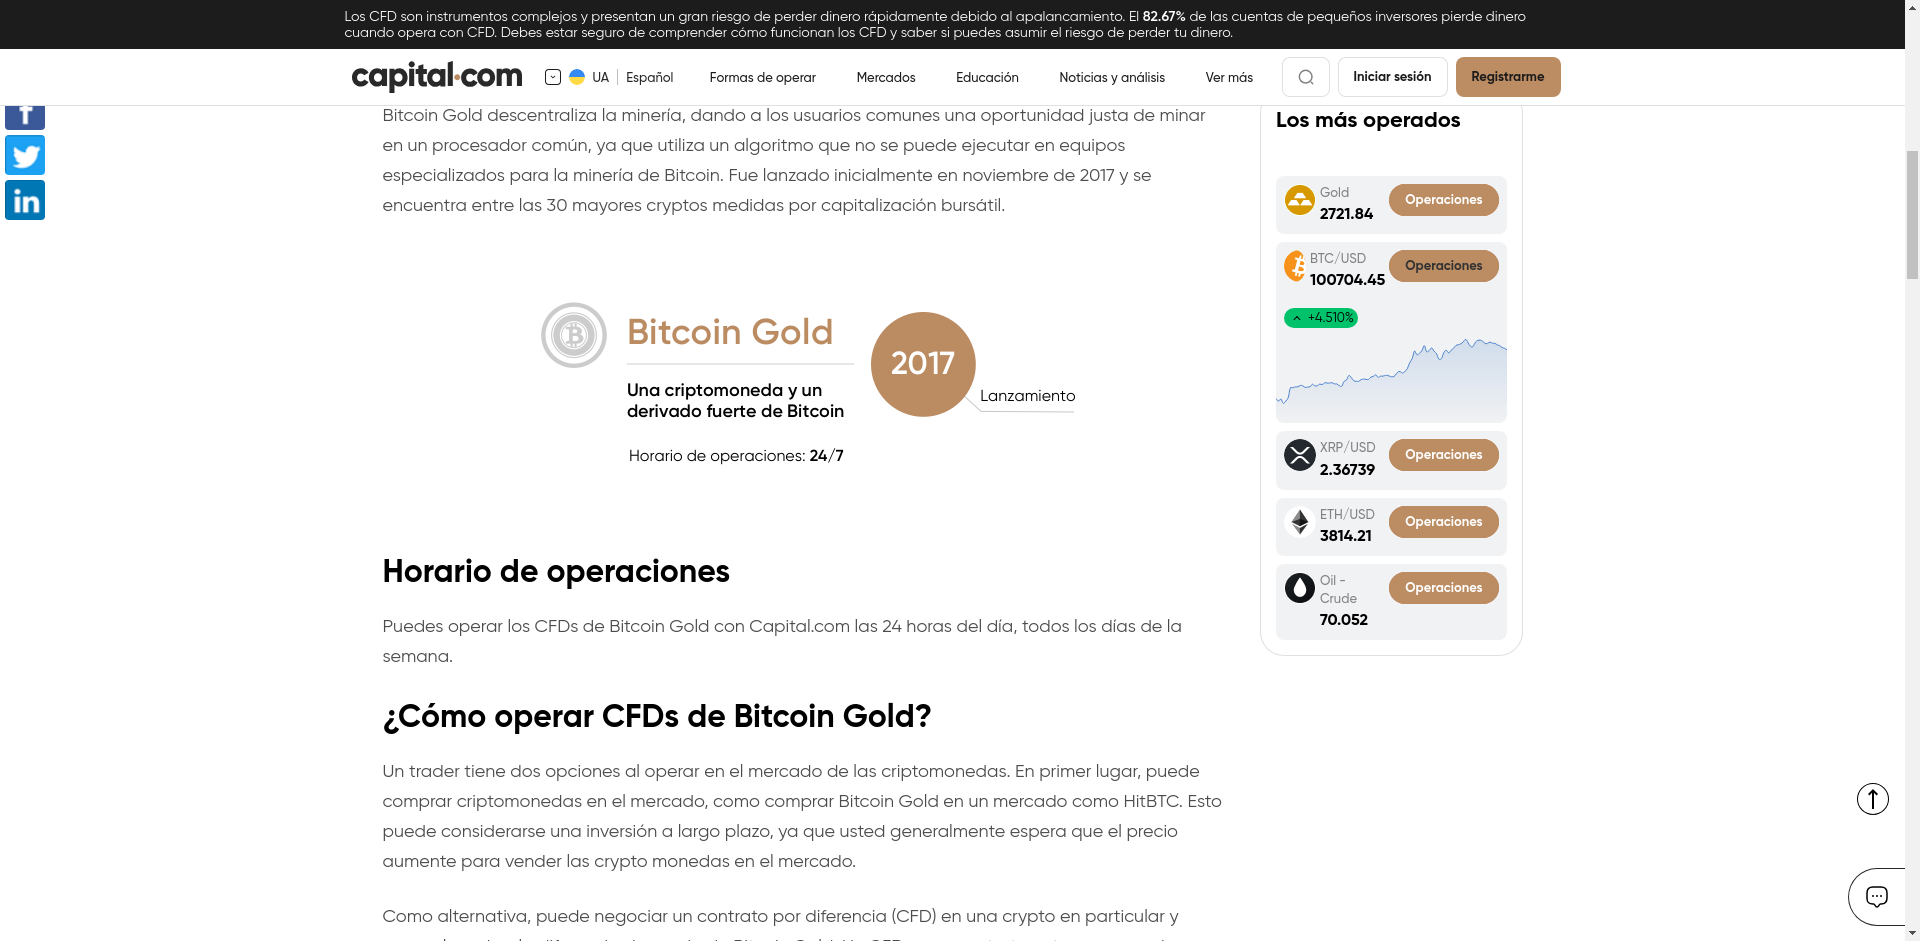 Los CFD son instrumentos complejos y presentan un gran riesgo de perder dinero rápidamente debido al apalancamiento. El 82.67% de las cuentas de pequeños inversores pierde dinero
cuando opera con CFD. Debes estar seguro de comprender cómo funcionan los CFD y saber si puedes asumir el riesgo de perder tu dinero.
capital.com
UA
Español
Formas de operar
Mercados
Educación
Noticias y análisis
Ver más
Iniciar sesión
Registrarme
Bitcoin Gold descentraliza la minería, dando a los usuarios comunes una oportunidad justa de minar
en un procesador común, ya que utiliza un algoritmo que no se puede ejecutar en equipos
especializados para la minería de Bitcoin. Fue lanzado inicialmente en noviembre de 2017 y se
encuentra entre las 30 mayores cryptos medidas por capitalización bursátil.
Bitcoin Gold
Una criptomoneda y un
derivado fuerte de Bitcoin
Horario de operaciones: 24/7
2017
Lanzamiento
Horario de operaciones
Puedes operar los CFDs de Bitcoin Gold con Capital.com las 24 horas del día, todos los días de la
semana.
¿Cómo operar CFDs de Bitcoin Gold?
Un trader tiene dos opciones al operar en el mercado de las criptomonedas. En primer lugar, puede
comprar criptomonedas en el mercado, como comprar Bitcoin Gold en un mercado como HitBTC. Esto
puede considerarse una inversión a largo plazo, ya que usted generalmente espera que el precio
aumente para vender las crypto monedas en el mercado.
Como alternativa, puede negociar un contrato por diferencia (CFD) en una crypto en particular y
Los más operados
Gold
2721.84
Operaciones
BTC/USD
100704.45
Operaciones
+4.510%
XRP/USD
2.36739
Operaciones
ETH/USD
3814.21
Operaciones
Oil -
Crude
70.052
Operaciones